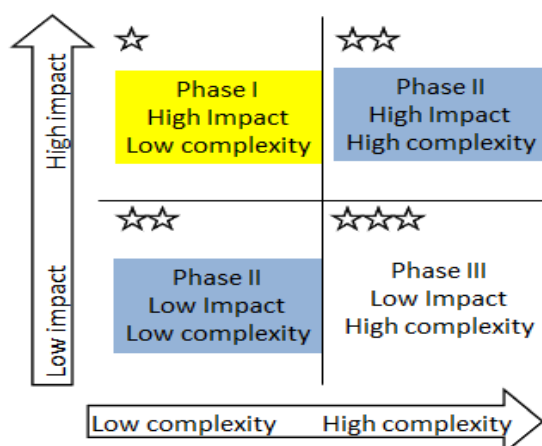 High impact
Phase I
High Impact
Low complexity
Phase II
High Impact
High complexity
Low impact
Phase II
Low Impact
Low complexity
Phase III
Low Impact
High complexity
Low complexity
High complexity